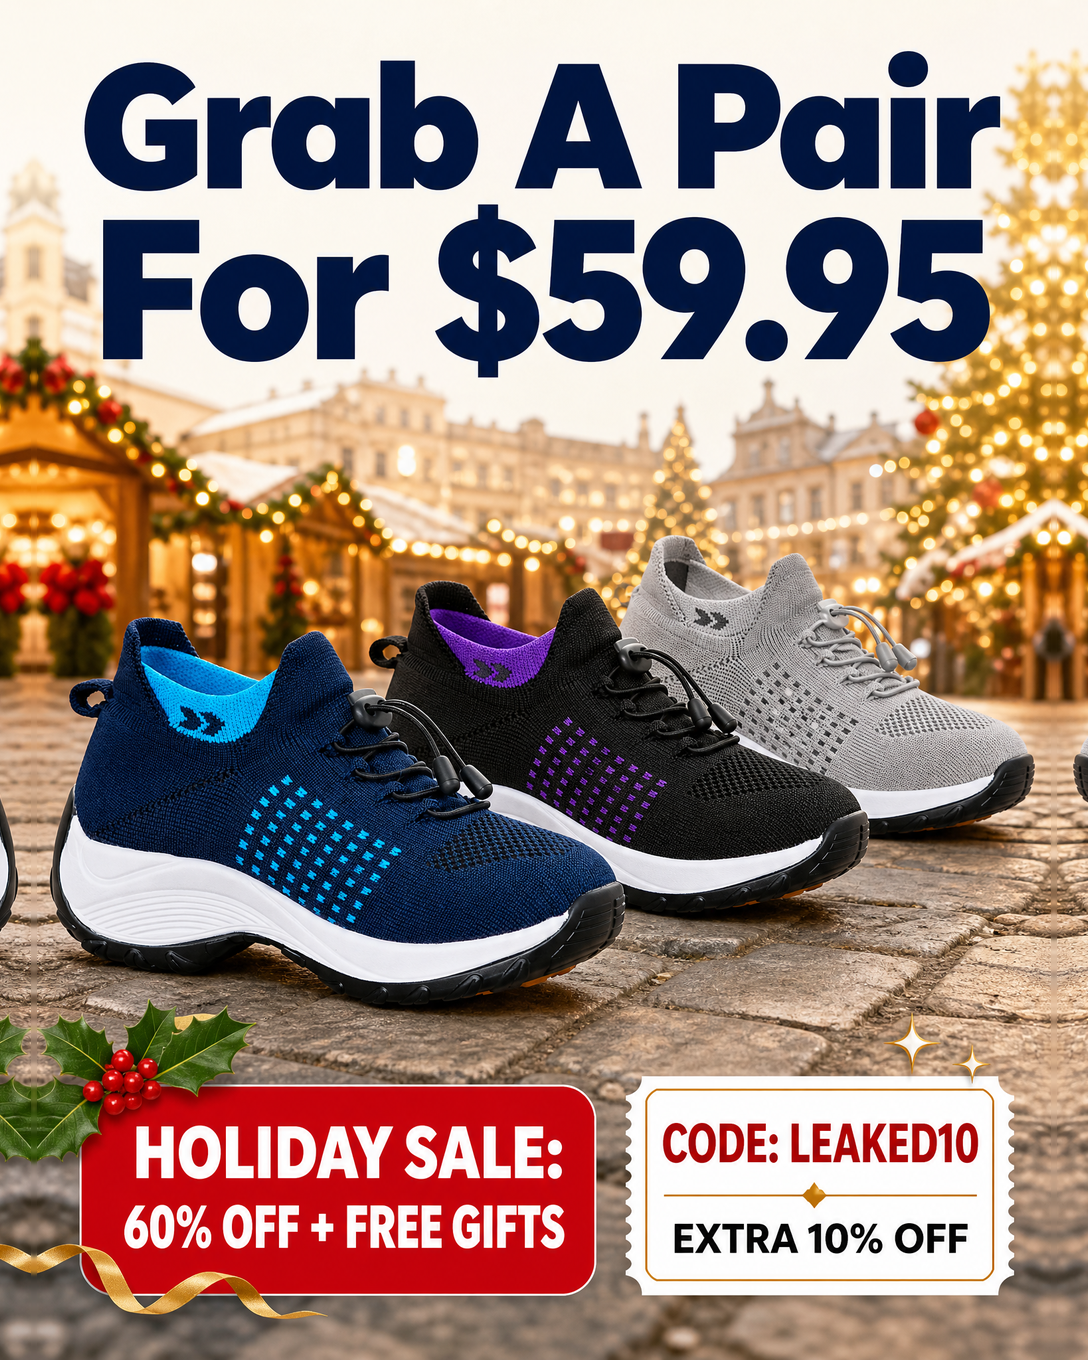 Grab A Pair
For $59.95
HOLIDAY SALE:
60% OFF + FREE GIFTS
CODE: LEAKED10
EXTRA 10% OFF